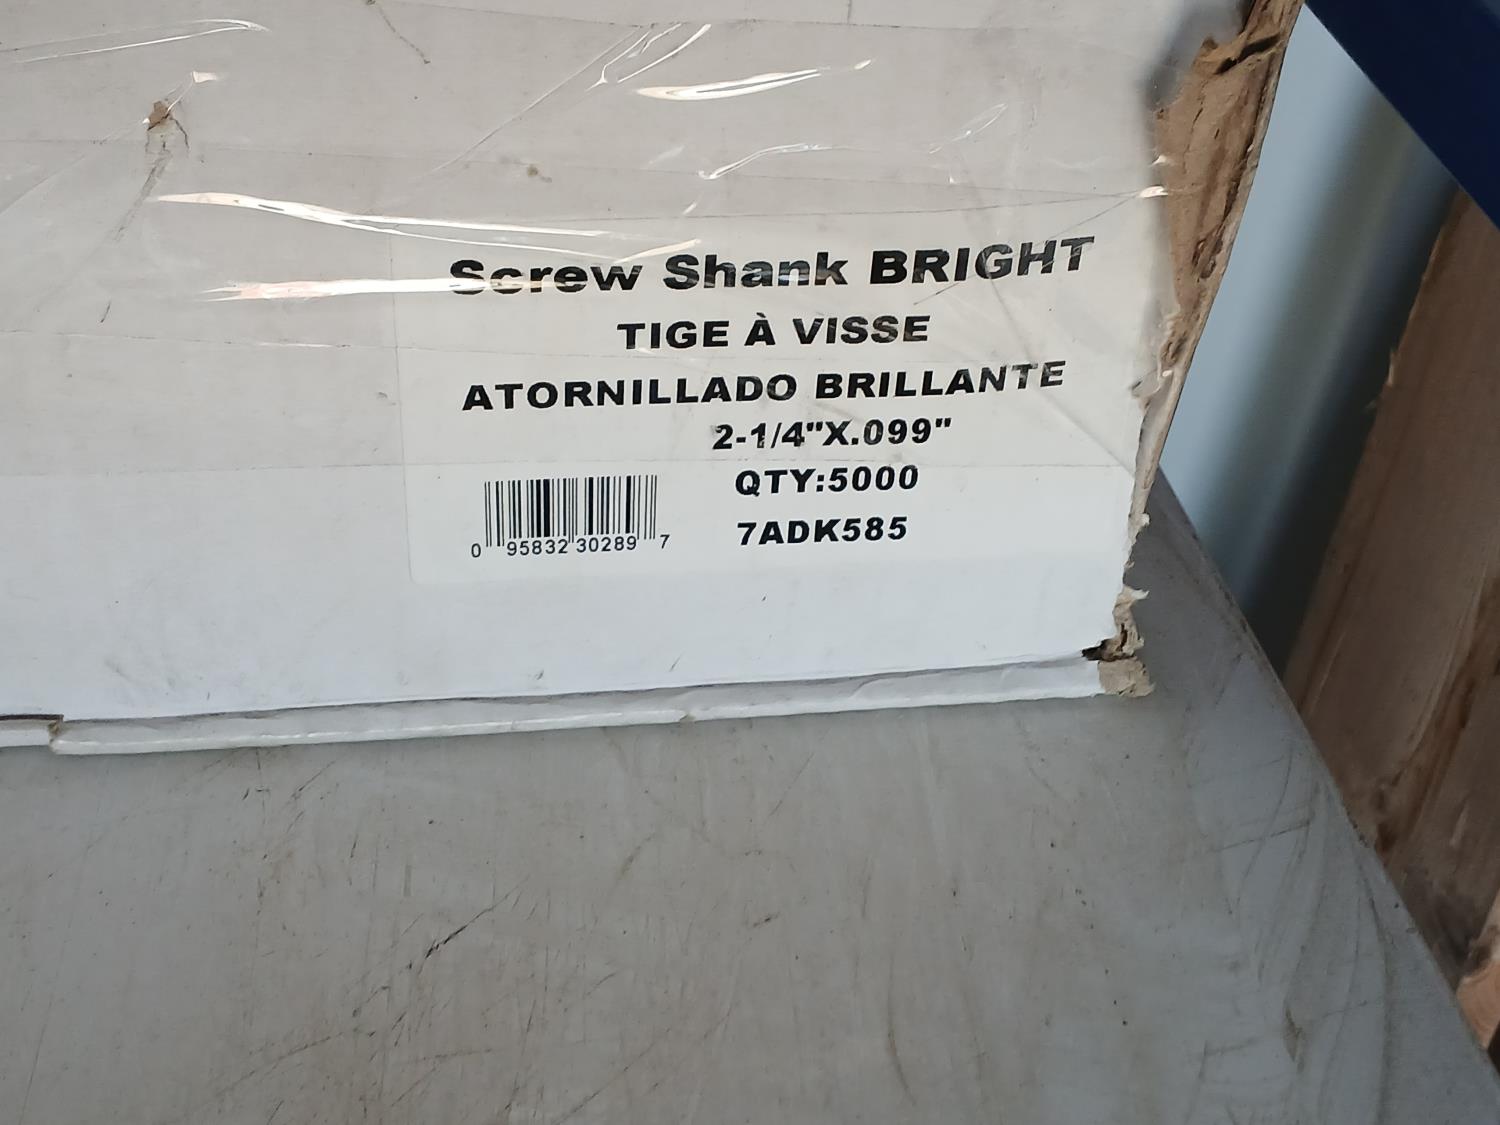 Screw Shank BRIGHT
TIGE À VISSE
ATORNILLADO BRILLANTE
2-1/4"X.099"
QTY:5000
7ADK585
0 95832 30289 7